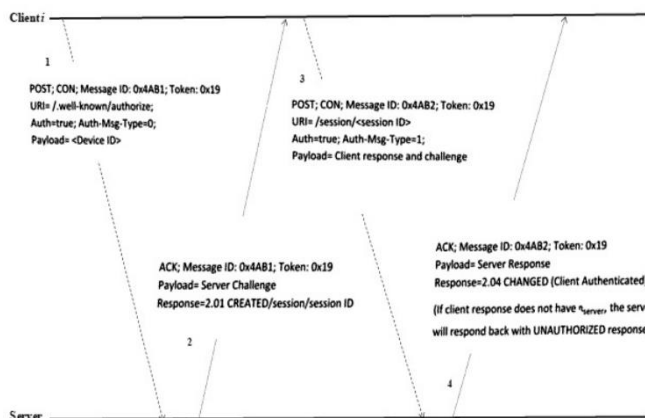 Client i
1
POST; CON; Message ID: 0x4AB1; Token: 0x19
URI= /.well-known/authorize;
Auth=true; Auth-Msg-Type=0;
Payload= <Device ID>
3
POST; CON; Message ID: 0x4AB2; Token: 0x19
URI= /session/<session ID>
Auth=true; Auth-Msg-Type=1;
Payload= Client response and challenge
ACK; Message ID: 0x4AB1; Token: 0x19
Payload= Server Challenge
Response=2.01 CREATED/session/session ID
2
ACK; Message ID: 0x4AB2; Token: 0x19
Payload= Server Response
Response=2.04 CHANGED (Client Authenticated)
(If client response does not have nserver, the serve
will respond back with UNAUTHORIZED response
4
Server